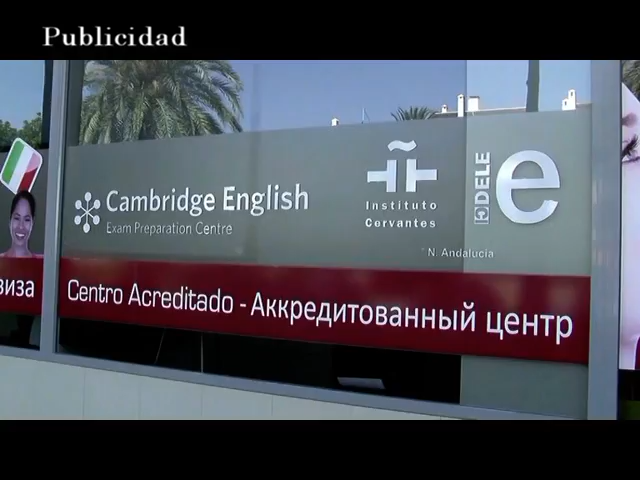 Publicidad
Cambridge English
Exam Preparation Centre
Instituto
Cervantes
DELE
e
N. Andalucía
виза
Centro Acreditado - Аккредитованный центр